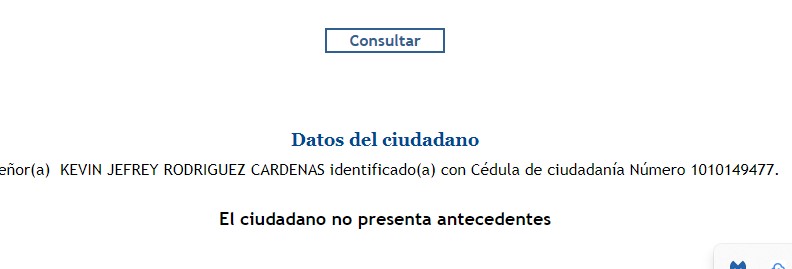 Consultar
Datos del ciudadano
eñor(a) KEVIN JEFREY RODRIGUEZ CARDENAS identificado(a) con Cédula de ciudadanía Número 1010149477.
El ciudadano no presenta antecedentes